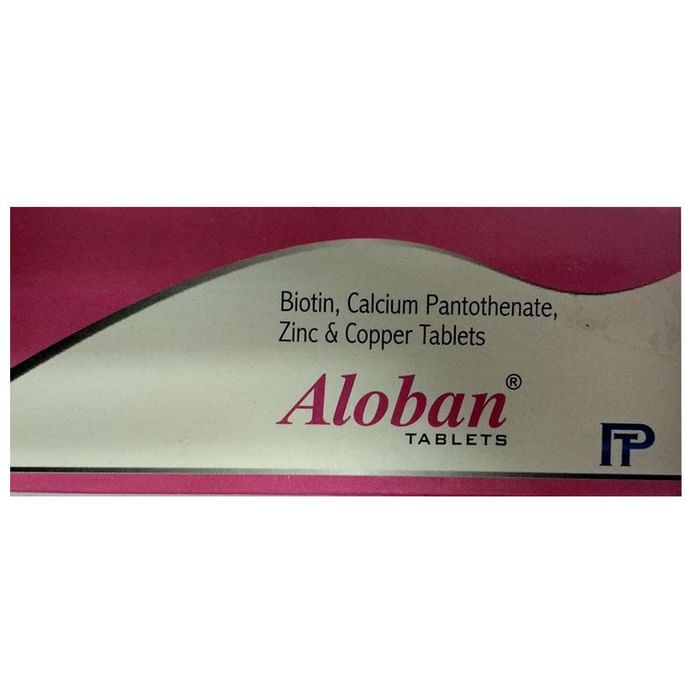 Biotin, Calcium Pantothenate,
Zinc & Copper Tablets
Aloban®
TABLETS